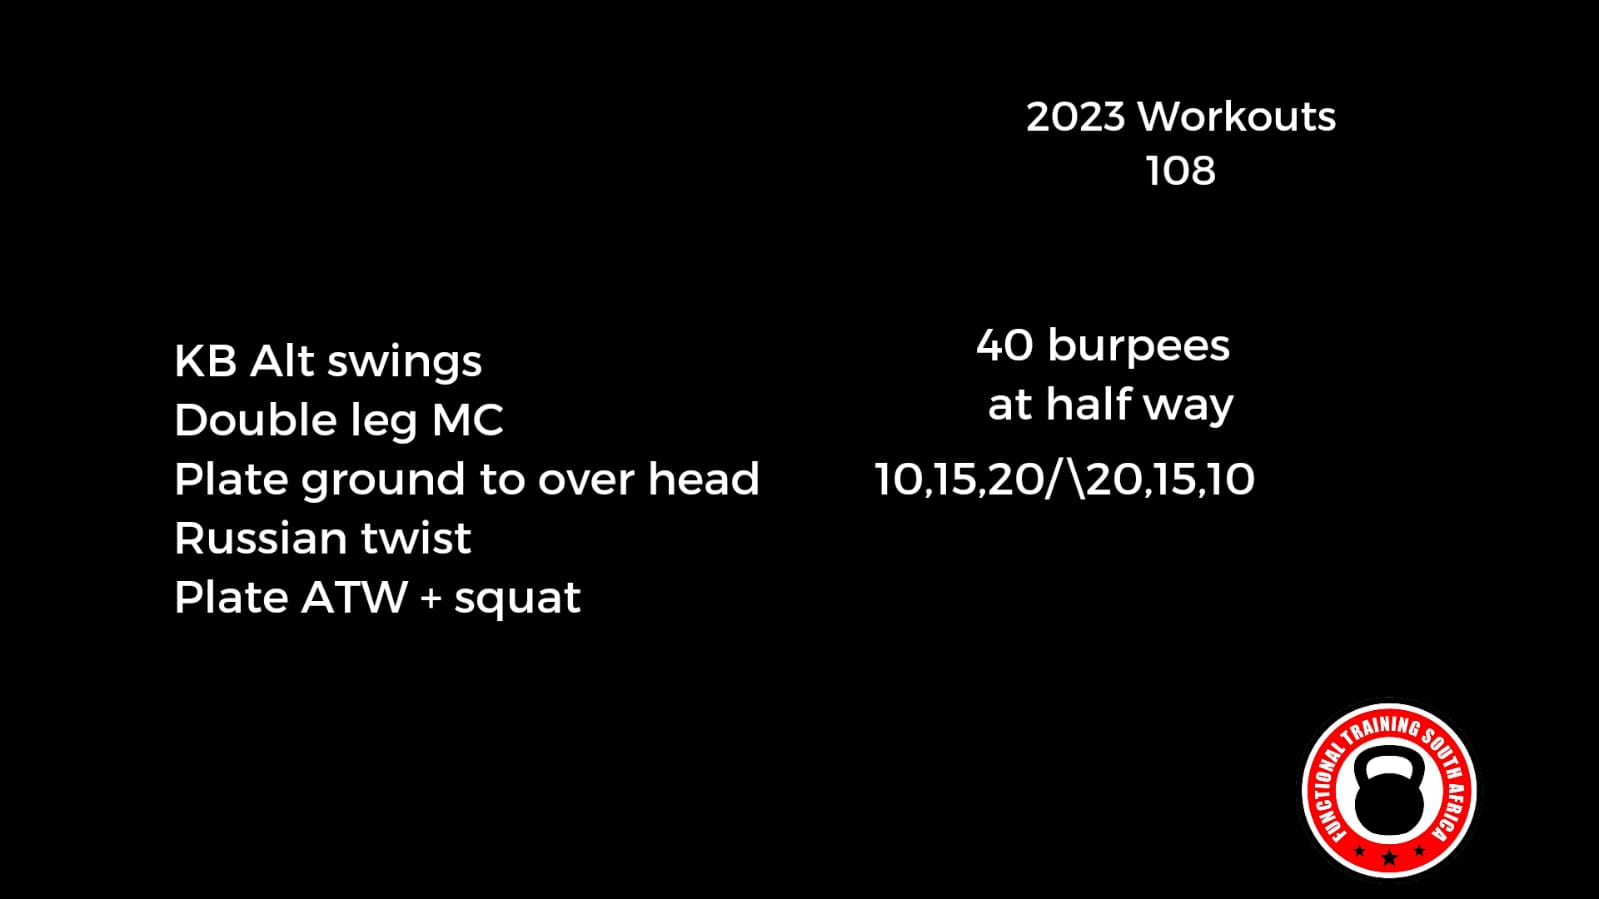 2023 Workouts
108
KB Alt swings
Double leg MC
Plate ground to over head
Russian twist
Plate ATW + squat
40 burpees
at half way
10,15,20/\20,15,10
FUNCTIONAL TRAINING SOUTH AFRICA